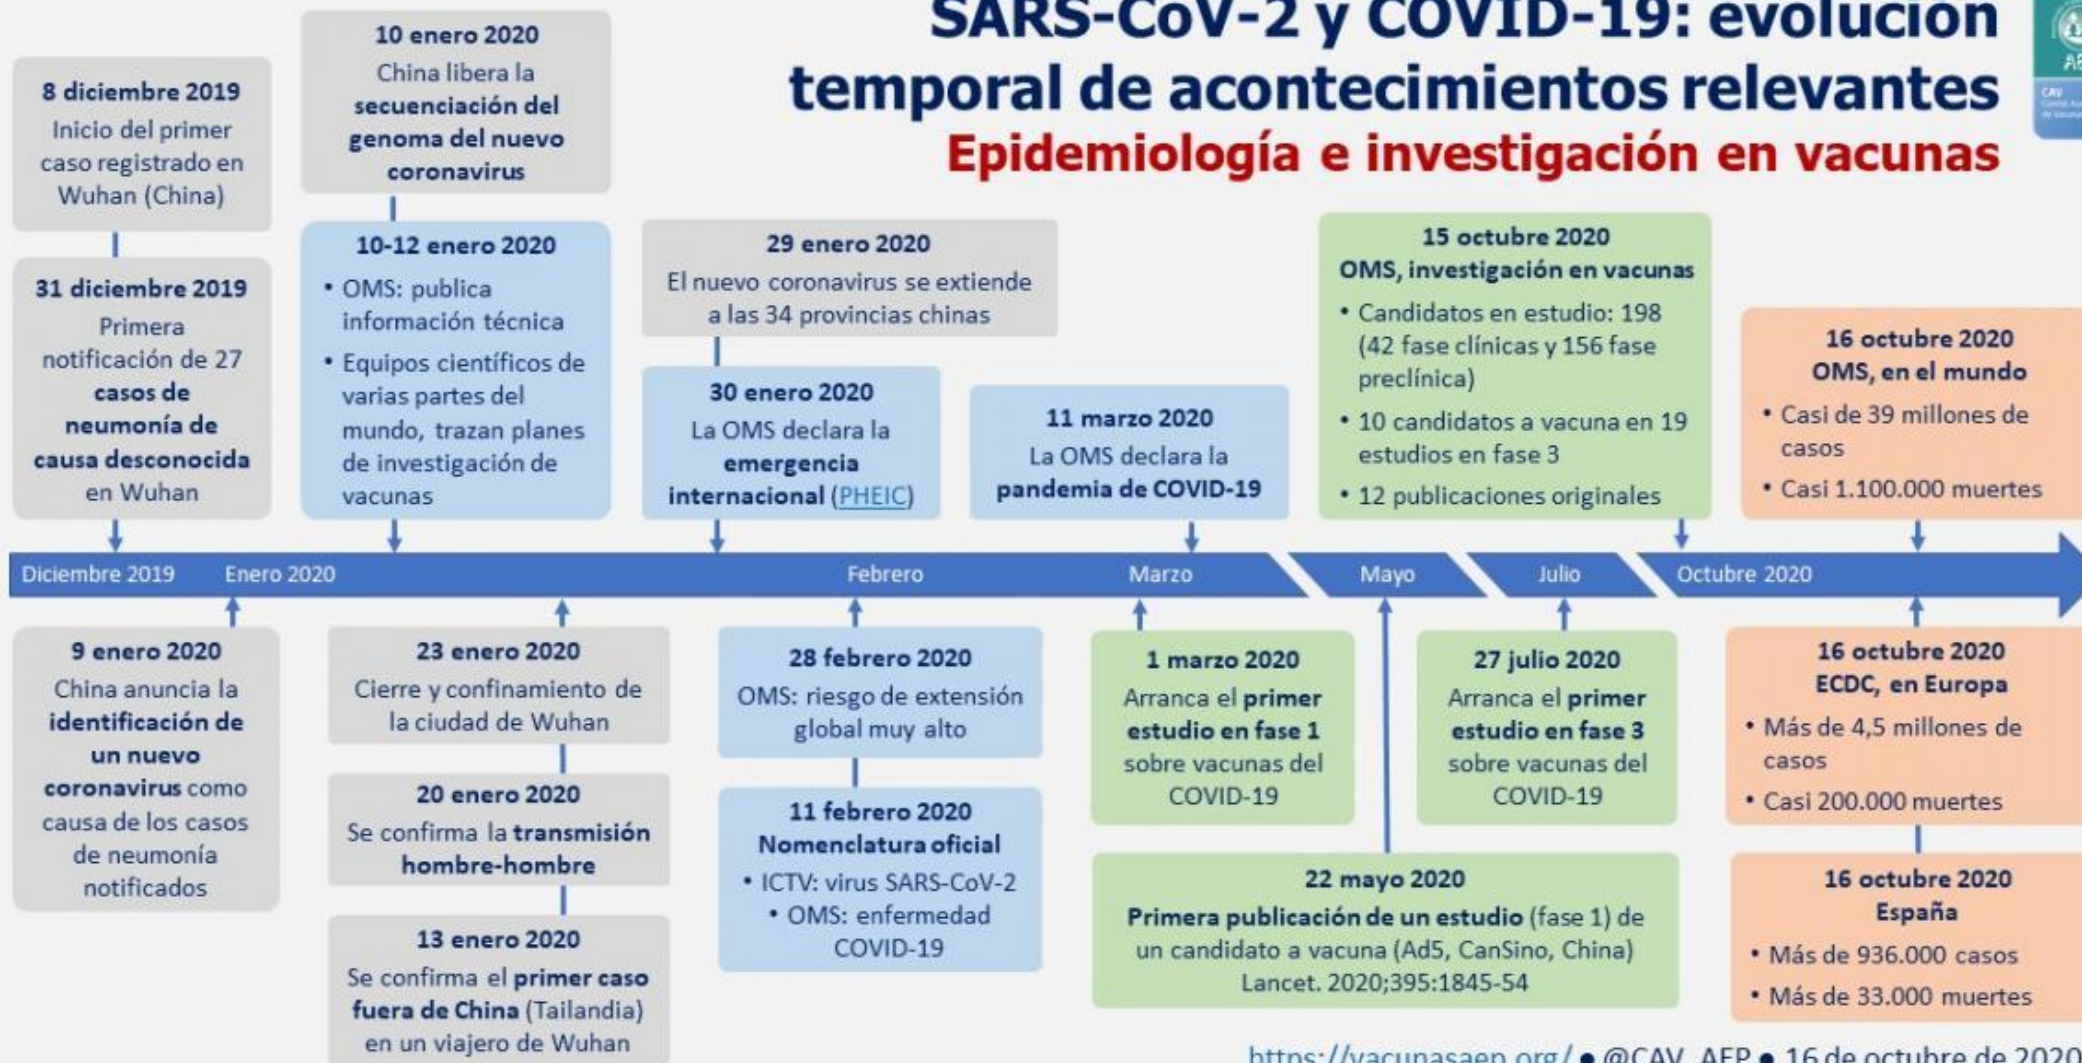 SARS-CoV-2 y COVID-19: evolución
temporal de acontecimientos relevantes
Epidemiología e investigación en vacunas
CAV
8 diciembre 2019
Inicio del primer
caso registrado en
Wuhan (China)
31 diciembre 2019
Primera
notificación de 27
casos de
neumonía de
causa desconocida
en Wuhan
10 enero 2020
China libera la
secuenciación del
genoma del nuevo
coronavirus
10-12 enero 2020
• OMS: publica
información técnica
• Equipos científicos de
varias partes del
mundo, trazan planes
de investigación de
vacunas
29 enero 2020
El nuevo coronavirus se extiende
a las 34 provincias chinas
30 enero 2020
La OMS declara la
emergencia
internacional (PHEIC)
11 marzo 2020
La OMS declara la
pandemia de COVID-19
15 octubre 2020
OMS, investigación en vacunas
• Candidatos en estudio: 198
(42 fase clínicas y 156 fase
preclínica)
• 10 candidatos a vacuna en 19
estudios en fase 3
• 12 publicaciones originales
16 octubre 2020
OMS, en el mundo
• Casi de 39 millones de
casos
• Casi 1.100.000 muertes
Diciembre 2019 Enero 2020 Febrero Marzo Mayo Julio Octubre 2020
9 enero 2020
China anuncia la
identificación de
un nuevo
coronavirus como
causa de los casos
de neumonía
notificados
23 enero 2020
Cierre y confinamiento de
la ciudad de Wuhan
20 enero 2020
Se confirma la transmisión
hombre-hombre
13 enero 2020
Se confirma el primer caso
fuera de China (Tailandia)
en un viajero de Wuhan
28 febrero 2020
OMS: riesgo de extensión
global muy alto
11 febrero 2020
Nomenclatura oficial
• ICTV: virus SARS-CoV-2
• OMS: enfermedad
COVID-19
1 marzo 2020
Arranca el primer
estudio en fase 1
sobre vacunas del
COVID-19
27 julio 2020
Arranca el primer
estudio en fase 3
sobre vacunas del
COVID-19
22 mayo 2020
Primera publicación de un estudio (fase 1) de
un candidato a vacuna (Ad5, CanSino, China)
Lancet. 2020;395:1845-54
16 octubre 2020
ECDC, en Europa
• Más de 4,5 millones de
casos
• Casi 200.000 muertes
16 octubre 2020
España
• Más de 936.000 casos
• Más de 33.000 muertes
https://vacunasaep.org/ ● @CAV_AEP ● 16 de octubre de 2020